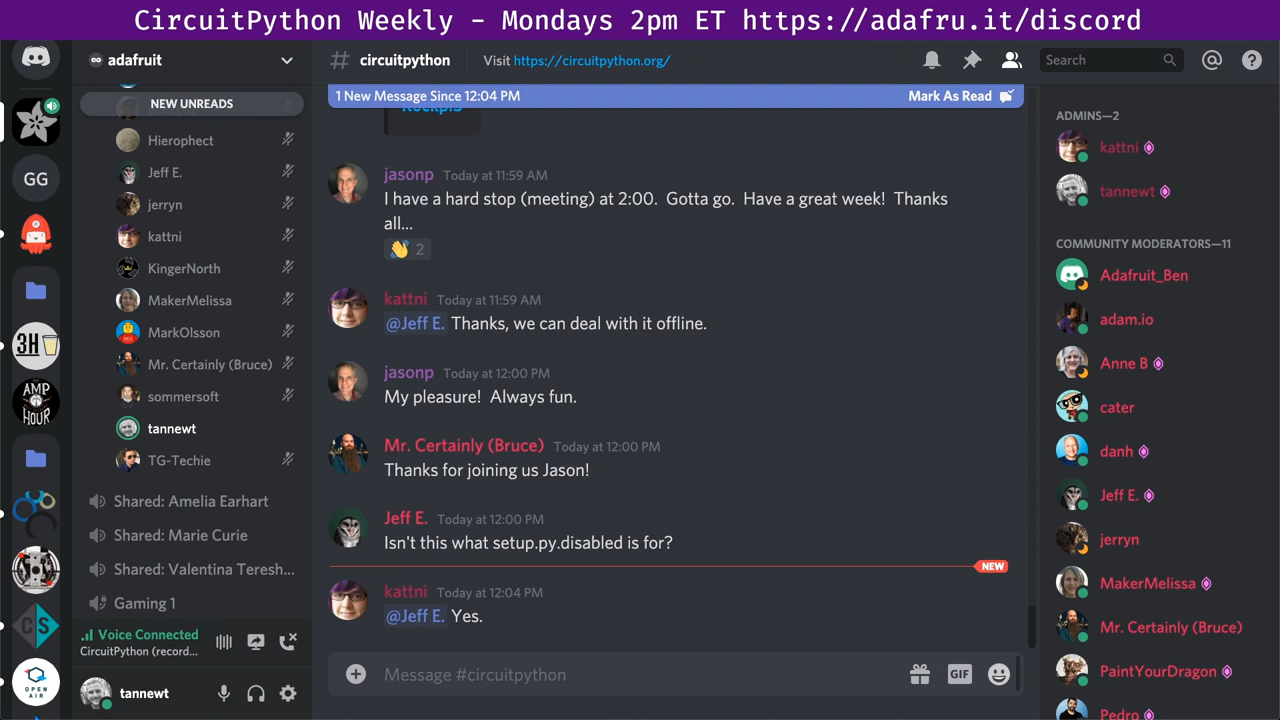 CircuitPython Weekly – Mondays 2pm ET https://adafru.it/discord
adafruit
NEW UNREADS
Hierophect
Jeff E.
jerryn
kattni
KingerNorth
MakerMelissa
MarkOlsson
Mr. Certainly (Bruce)
sommersoft
tannewt
TG-Techie
Shared: Amelia Earhart
Shared: Marie Curie
Shared: Valentina Teresh...
Gaming 1
Voice Connected
CircuitPython (record...
tannewt
GG
3H
THE
AMP
HOUR
CS
OPEN
AIR
# circuitpython
Visit https://circuitpython.org/
Search
1 New Message Since 12:04 PM
Mark As Read
RockpiS
jasonp Today at 11:59 AM
I have a hard stop (meeting) at 2:00. Gotta go. Have a great week! Thanks
all...
2
kattni Today at 11:59 AM
@Jeff E. Thanks, we can deal with it offline.
jasonp Today at 12:00 PM
My pleasure! Always fun.
Mr. Certainly (Bruce) Today at 12:00 PM
Thanks for joining us Jason!
Jeff E. Today at 12:00 PM
Isn't this what setup.py.disabled is for?
NEW
kattni Today at 12:04 PM
@Jeff E. Yes.
Message #circuitpython
GIF
ADMINS—2
kattni
tannewt
COMMUNITY MODERATORS—11
Adafruit_Ben
adam.io
Anne B
cater
danh
Jeff E.
jerryn
MakerMelissa
Mr. Certainly (Bruce)
PaintYourDragon
Pedro